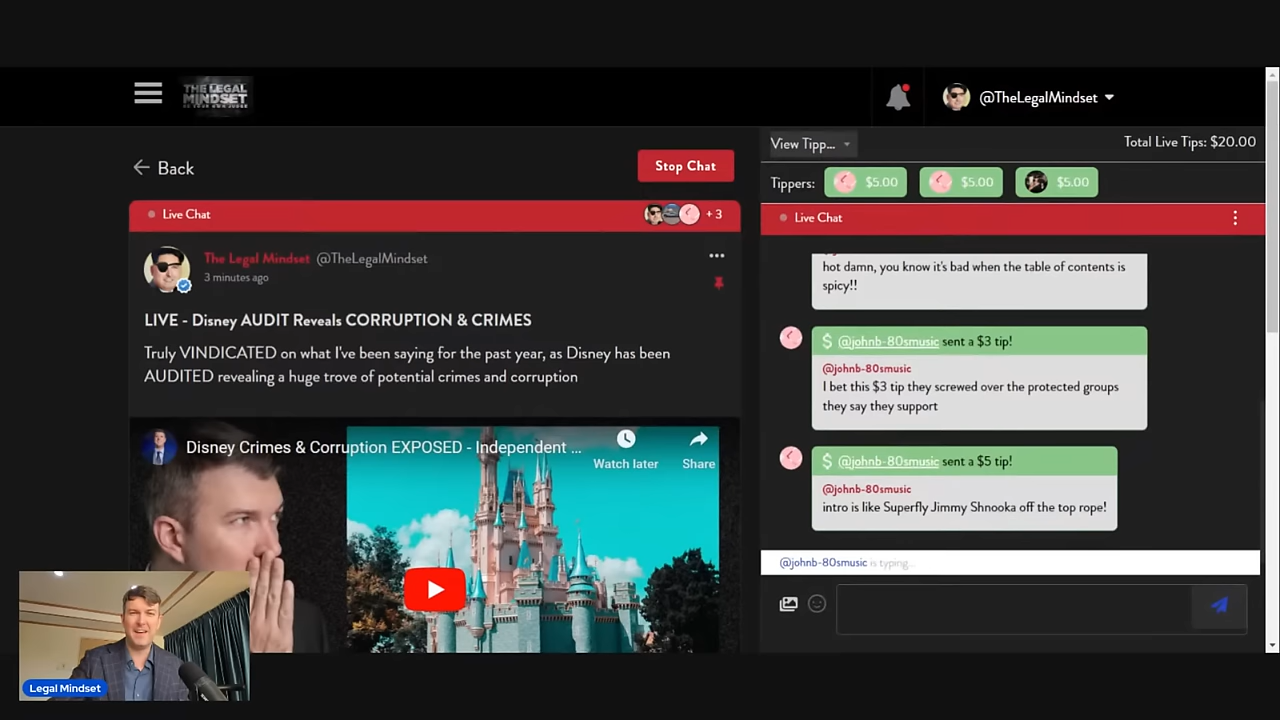 THE LEGAL
MINDSET
BE YOUR OWN JUDGE
@TheLegalMindset
Back
Stop Chat
Live Chat
+ 3
The Legal Mindset @TheLegalMindset
3 minutes ago
LIVE - Disney AUDIT Reveals CORRUPTION & CRIMES
Truly VINDICATED on what I've been saying for the past year, as Disney has been
AUDITED revealing a huge trove of potential crimes and corruption
Disney Crimes & Corruption EXPOSED - Independent ...
Watch later
Share
Legal Mindset
View Tipp...
Total Live Tips: $20.00
Tippers:
$5.00
$5.00
$5.00
Live Chat
hot damn, you know it's bad when the table of contents is
spicy!!
$ @johnb-80smusic sent a $3 tip!
@johnb-80smusic
I bet this $3 tip they screwed over the protected groups
they say they support
$ @johnb-80smusic sent a $5 tip!
@johnb-80smusic
intro is like Superfly Jimmy Shnooka off the top rope!
@johnb-80smusic is typing...